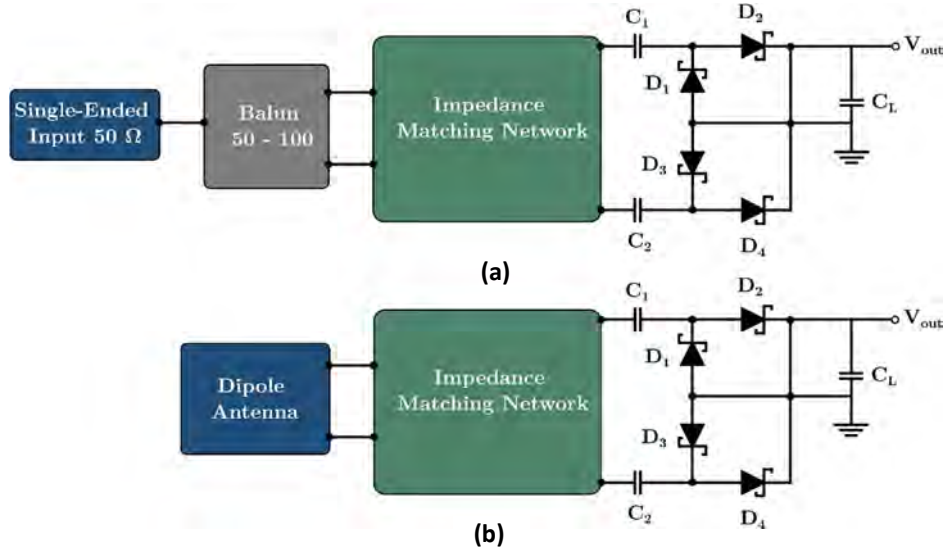 Single-Ended
Input 50 Ω
Balun
50 - 100
Impedance
Matching Network
C1
D2
D1
D3
C2
D4
CL
Vout
(a)
Dipole
Antenna
Impedance
Matching Network
C1
D2
D1
D3
C2
D4
CL
Vout
(b)